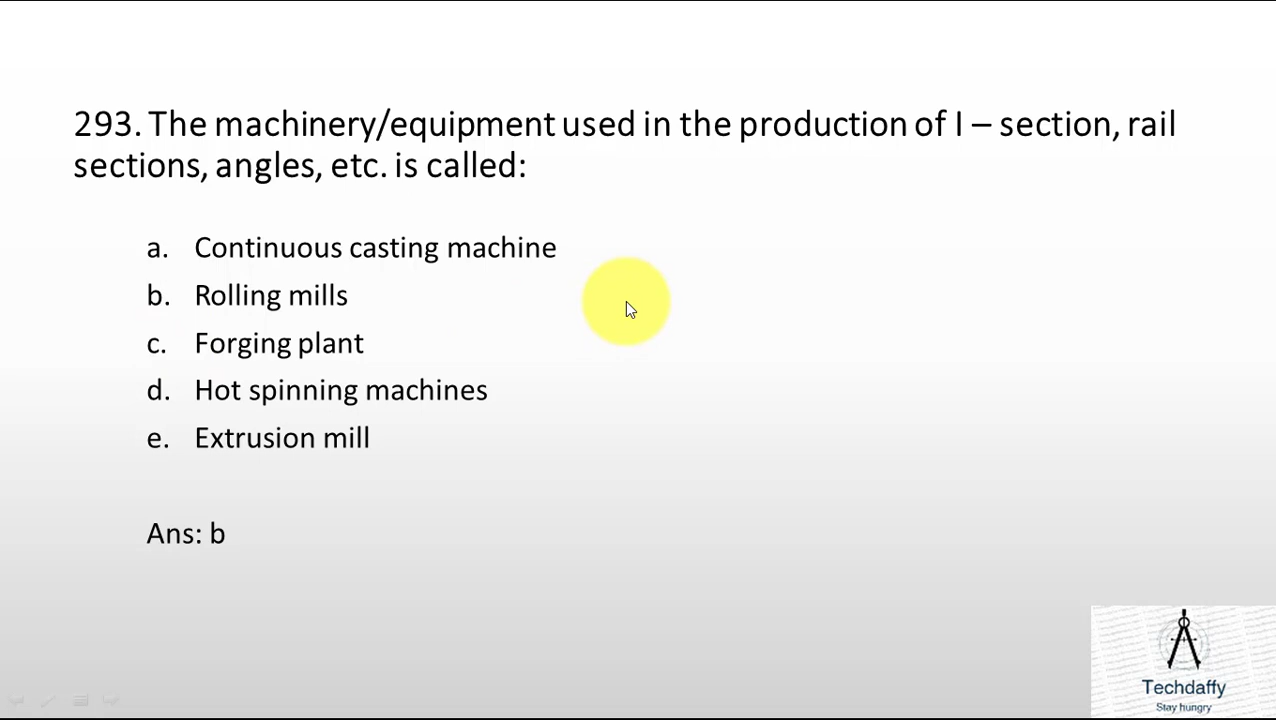 293. The machinery/equipment used in the production of I – section, rail
sections, angles, etc. is called:
a. Continuous casting machine
b. Rolling mills
c. Forging plant
d. Hot spinning machines
e. Extrusion mill
Ans: b
Techdaffy
Stay hungry